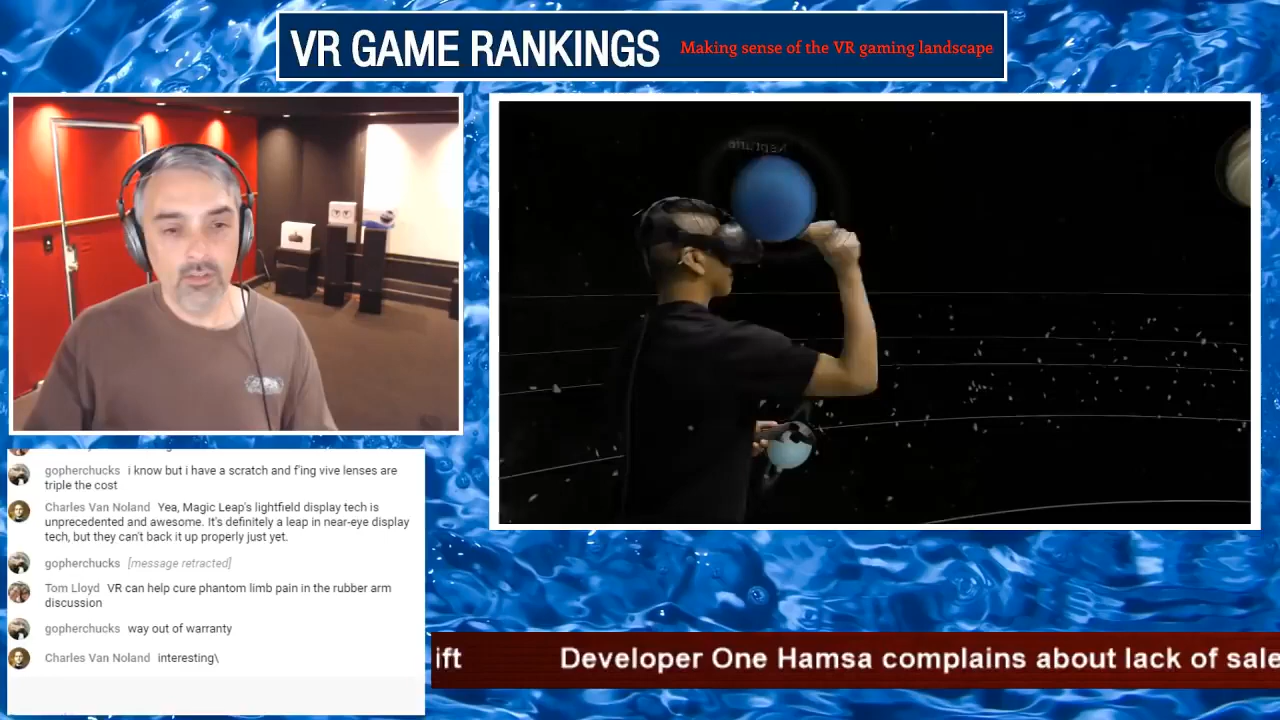 VR GAME RANKINGS
Making sense of the VR gaming landscape
Neptune
gopherchucks i know but i have a scratch and f'ing vive lenses are
triple the cost
Charles Van Noland Yea, Magic Leap's lightfield display tech is
unprecedented and awesome. It's definitely a leap in near-eye display
tech, but they can't back it up properly just yet.
gopherchucks [message retracted]
Tom Lloyd VR can help cure phantom limb pain in the rubber arm
discussion
gopherchucks way out of warranty
Charles Van Noland interesting\
ift Developer One Hamsa complains about lack of sale